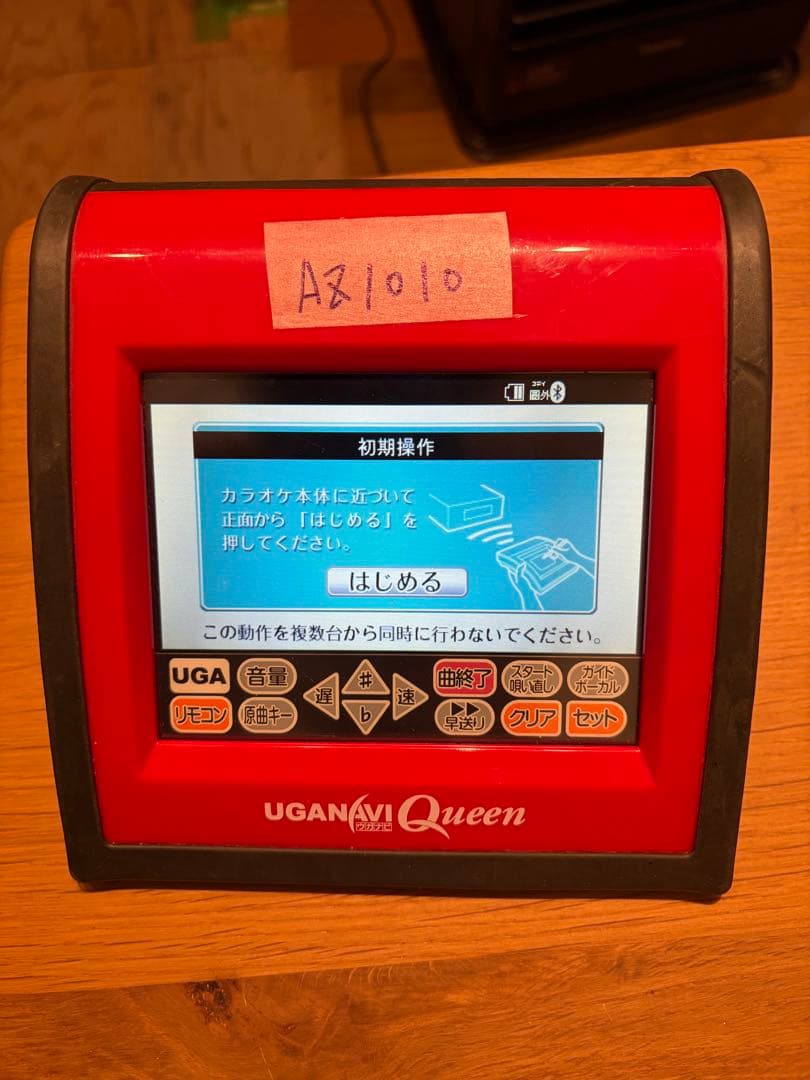 AZ1010
コミイ
圏外
初期操作
カラオケ本体に近づいて
正面から「はじめる」を
押してください。
はじめる
この動作を複数台から同時に行わないでください。
UGA
音量
♯
曲終了
スタート
唄い直し
ガイド
ボーカル
遅
速
リモコン
原曲キー
♭
早送り
クリア
セット
UGANAVI Queen
ウガナビ